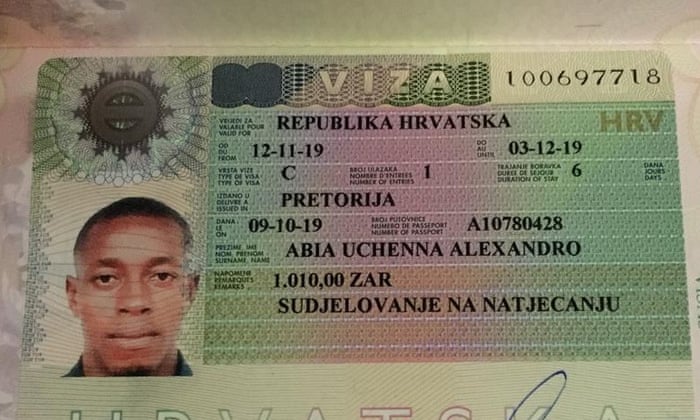 VIZA 100697718
VRIJEDI ZA
VALABLE POUR
VALID FOR
REPUBLIKA HRVATSKA
HRV
OD
DU
FROM
12-11-19
DO
AU
UNTIL
03-12-19
VRSTA VIZE
TYPE DE VISA
TYPE OF VISA
C
BROJ ULAZAKA
NOMBRE D'ENTREES
NUMBER OF ENTRIES
1
TRAJANJE BORAVKA
DUREE DE SEJOUR
DURATION OF STAY
6
DANA
JOURS
DAYS
IZDANO U
DELIVRE A
ISSUED IN
PRETORIJA
DANA
LE
ON
09-10-19
BROJ PUTOVNICE
NUMERO DE PASSEPORT
NUMBER OF PASSPORT
A10780428
PREZIME, IME
NOM, PRENOM
SURNAME, NAME
ABIA UCHENNA ALEXANDRO
NAPOMENE
REMARQUES
REMARKS
1.010,00 ZAR
SUDJELOVANJE NA NATJECANJU
HRVATSKA